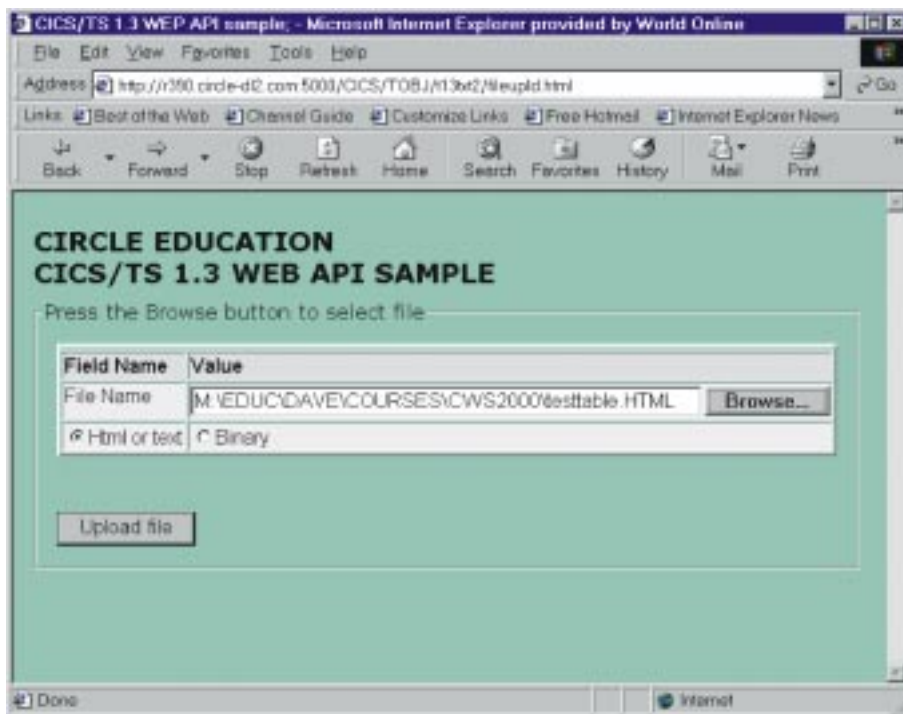 CICS/TS 1.3 WEP API sample; - Microsoft Internet Explorer provided by World Online
File Edit View Favorites Tools Help
Address http://r390.circle-dl2.com:5000/CICS/TOBJ/ Go
Links Best of the Web Channel Guide Customize Links Free Hotmail Internet Explorer News
Back Forward Stop Refresh Home Search Favorites History Mail Print
CIRCLE EDUCATION
CICS/TS 1.3 WEB API SAMPLE
Press the Browse button to select file
Field Name Value
File Name M:\EDUC\DAVE\COURSES\CWS2000\testtable.HTML Browse...
Html or text Binary
Upload file
Done Internet